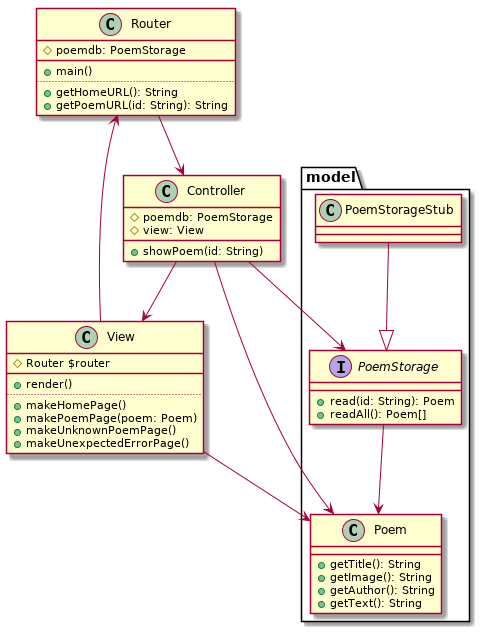 C Router
poemdb: PoemStorage
main()
getHomeURL(): String
getPoemURL(id: String): String
C Controller
poemdb: PoemStorage
view: View
showPoem(id: String)
model
C PoemStorageStub
C View
Router $router
render()
makeHomePage()
makePoemPage(poem: Poem)
makeUnknownPoemPage()
makeUnexpectedErrorPage()
I PoemStorage
read(id: String): Poem
readAll(): Poem[]
C Poem
getTitle(): String
getImage(): String
getAuthor(): String
getText(): String